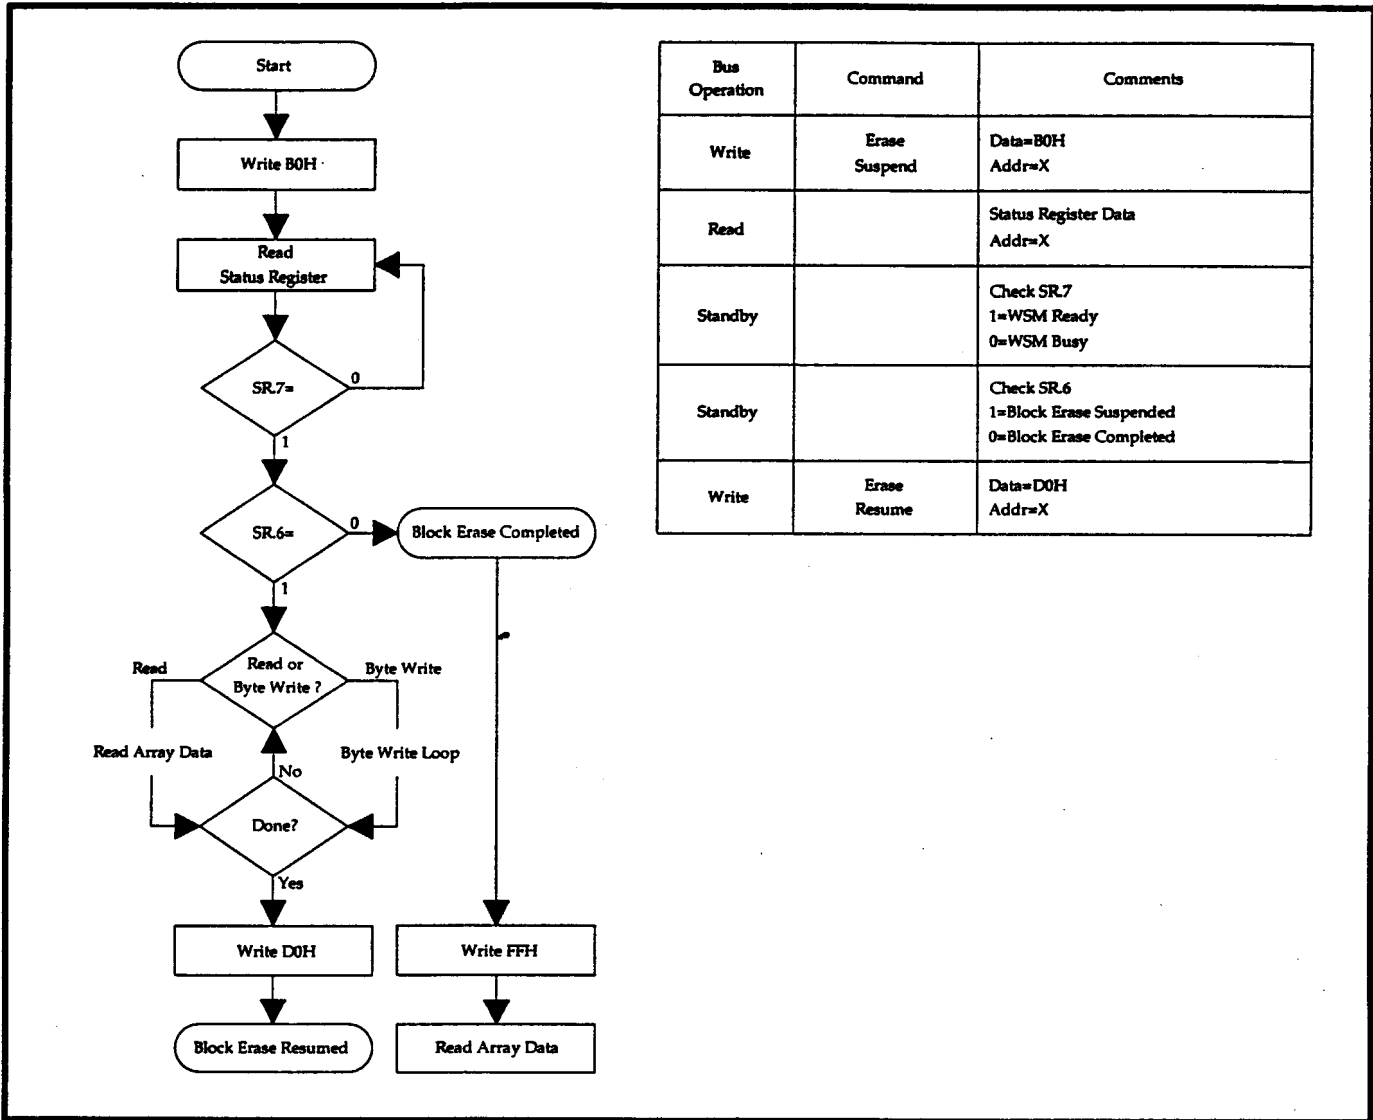 Start
Write B0H
Read
Status Register
SR.7=
0
1
SR.6=
0
Block Erase Completed
1
Read or
Byte Write ?
Read
Byte Write
Read Array Data
Byte Write Loop
No
Done?
Yes
Write D0H
Write FFH
Block Erase Resumed
Read Array Data
Bus
Operation
Command
Comments
Write
Erase
Suspend
Data=B0H
Addr=X
Read
Status Register Data
Addr=X
Standby
Check SR.7
1=WSM Ready
0=WSM Busy
Standby
Check SR.6
1=Block Erase Suspended
0=Block Erase Completed
Write
Erase
Resume
Data=D0H
Addr=X